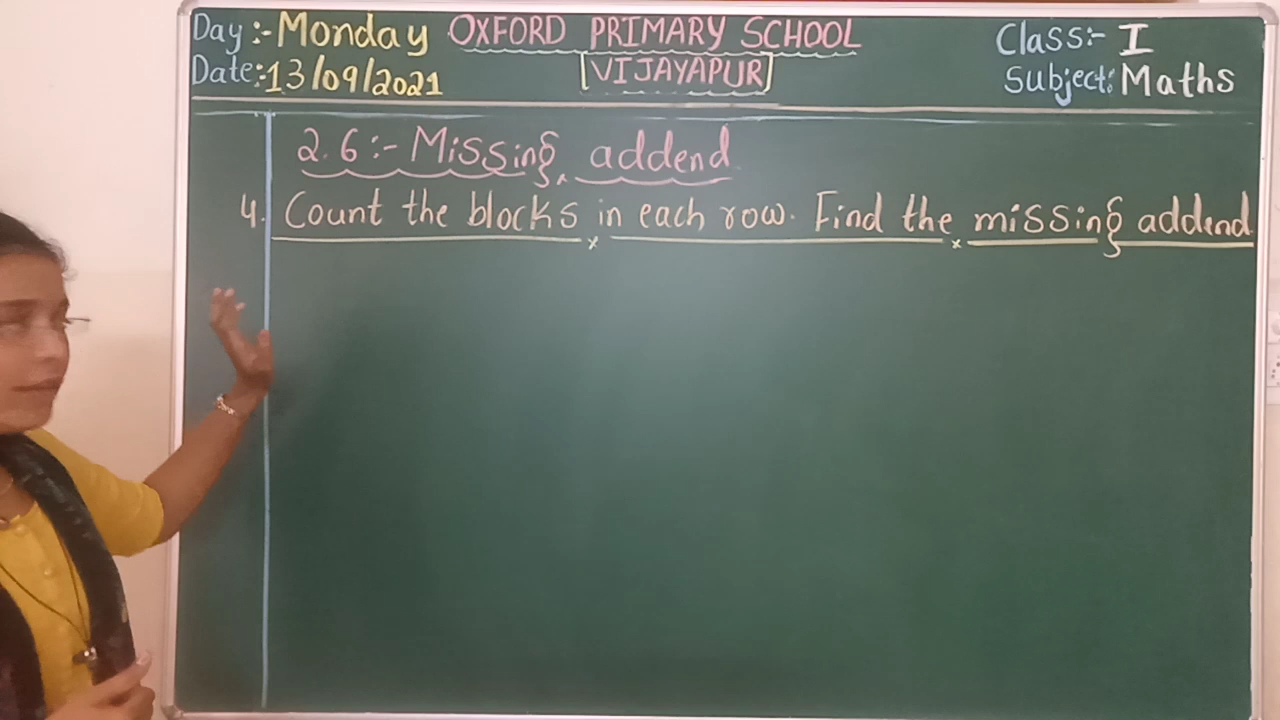 Day :- Monday OXFORD PRIMARY SCHOOL Class:- I
Date:- 13/09/2021 [VIJAYAPUR] Subject: Maths
2.6:- Missing addend
4. Count the blocks in each row. Find the missing addend